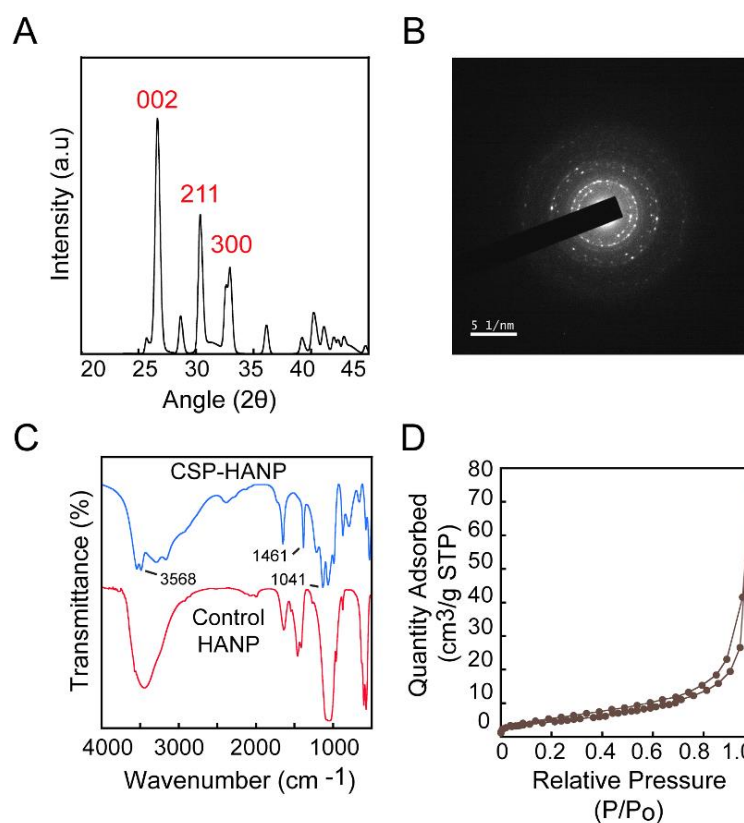 A
Intensity (a.u)
002
211
300
20 25 30 35 40 45
Angle (2θ)
B
5 1/nm
C
Transmittance (%)
CSP-HANP
3568
1461
1041
Control
HANP
4000 3000 2000 1000
Wavenumber (cm -1)
D
Quantity Adsorbed
(cm3/g STP)
80
70
60
50
40
30
20
10
0
0 0.2 0.4 0.6 0.8 1.0
Relative Pressure
(P/Po)